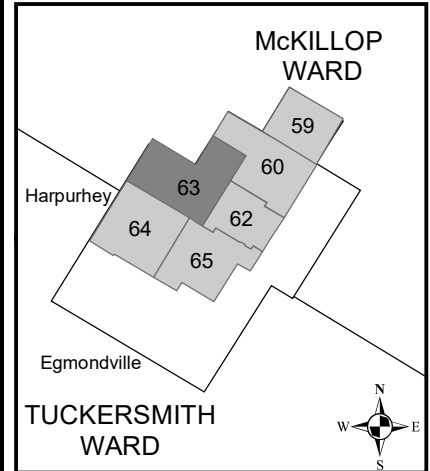 McKILLOP
WARD
59
60
Harpurhey
63
62
64
65
Egmondville
TUCKERSMITH
WARD
N
W E
S